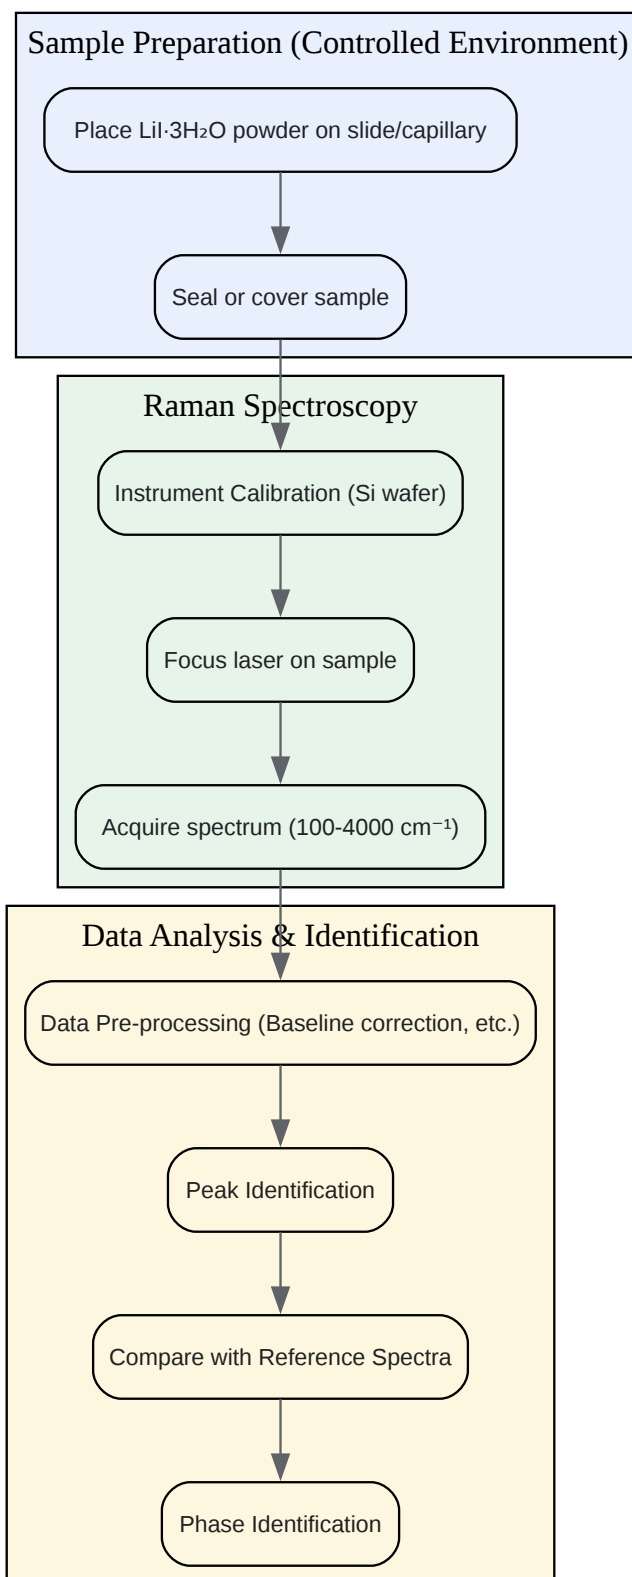 Sample Preparation (Controlled Environment)
Place LiI·3H₂O powder on slide/capillary
Seal or cover sample
Raman Spectroscopy
Instrument Calibration (Si wafer)
Focus laser on sample
Acquire spectrum (100-4000 cm⁻¹)
Data Analysis & Identification
Data Pre-processing (Baseline correction, etc.)
Peak Identification
Compare with Reference Spectra
Phase Identification